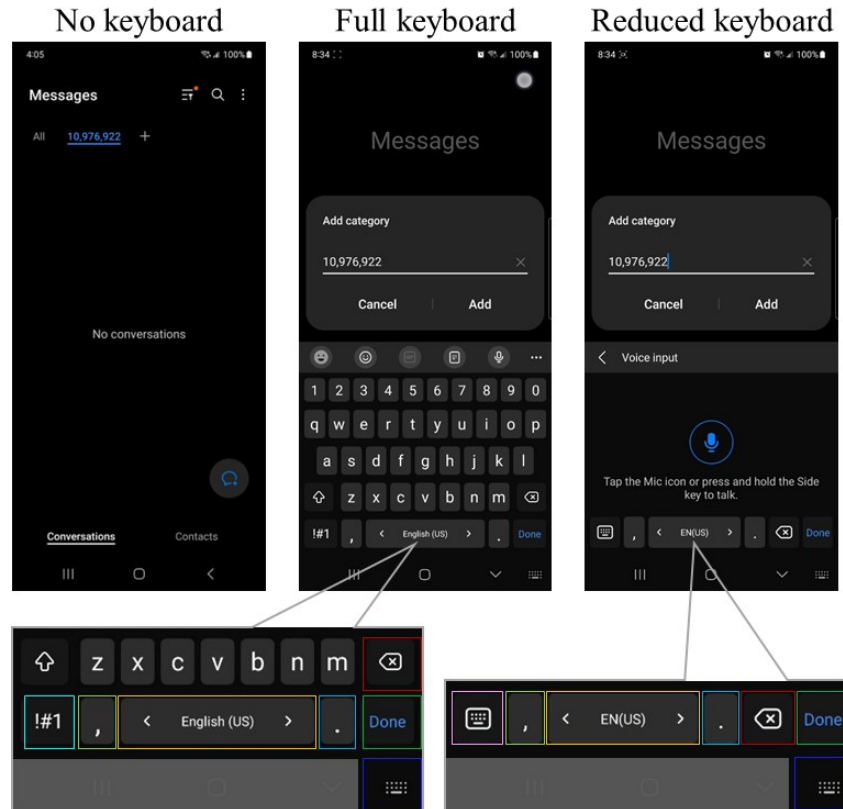 No keyboard
Full keyboard
Reduced keyboard
4:05
100%
Messages
All 10,976,922 +
No conversations
Conversations Contacts
8:34
100%
Messages
Add category
10,976,922
Cancel Add
1 2 3 4 5 6 7 8 9 0
q w e r t y u i o p
a s d f g h j k l
z x c v b n m
!#1 , < English (US) > . Done
8:34
100%
Messages
Add category
10,976,922
Cancel Add
Voice input
Tap the Mic icon or press and hold the Side
key to talk.
, < EN(US) > . Done
z x c v b n m
!#1 , < English (US) > . Done
, < EN(US) > . Done